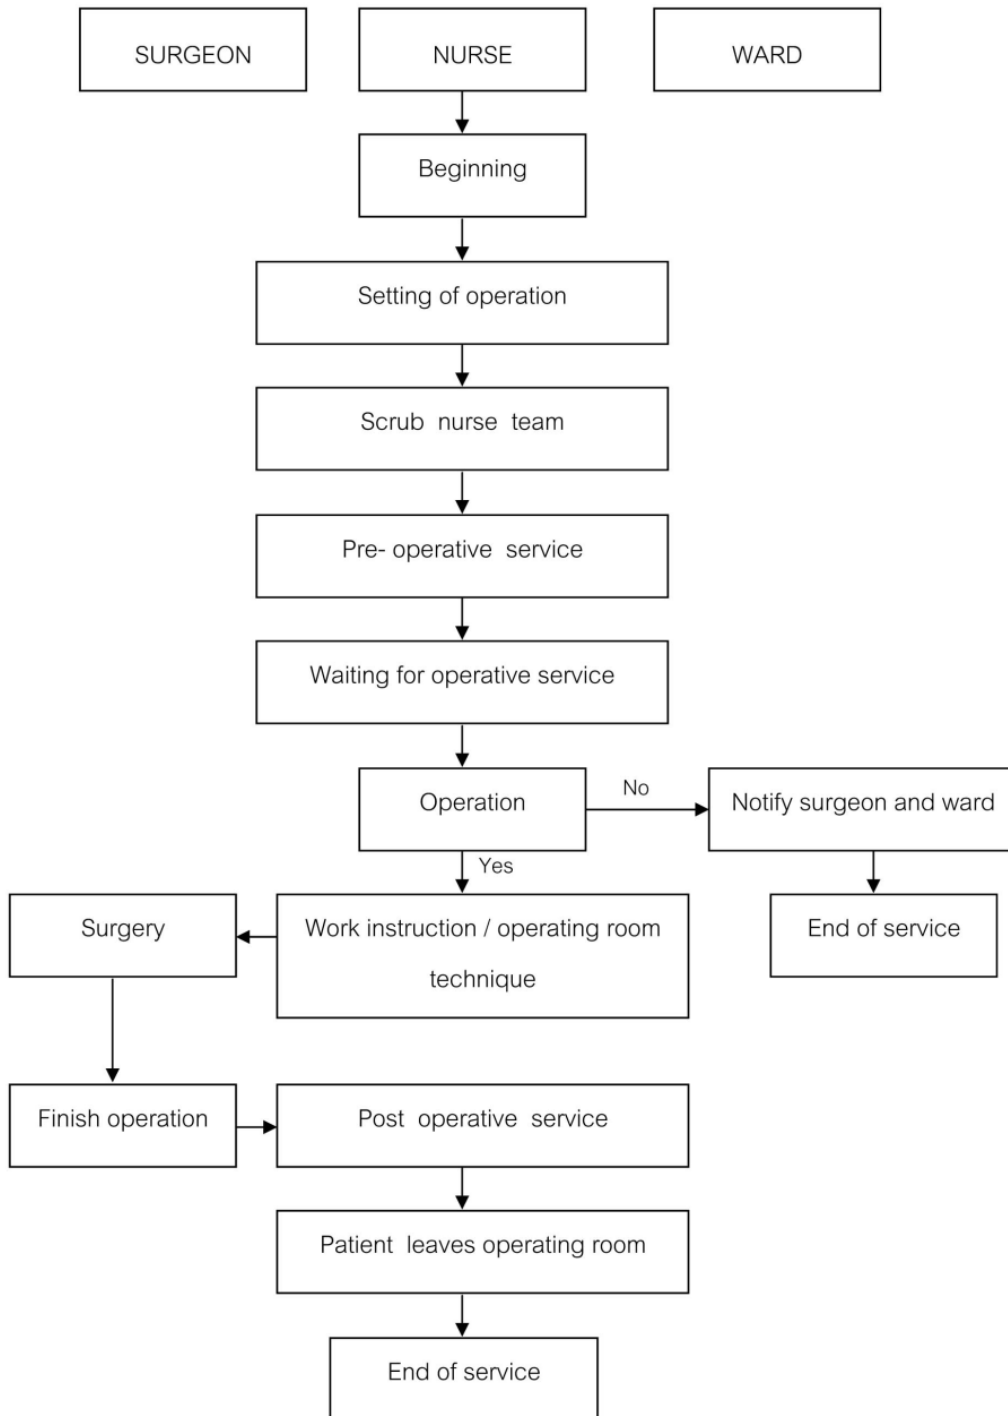 SURGEON
NURSE
WARD
Beginning
Setting of operation
Scrub nurse team
Pre- operative service
Waiting for operative service
Operation
No
Notify surgeon and ward
Yes
Surgery
Work instruction / operating room
technique
End of service
Finish operation
Post operative service
Patient leaves operating room
End of service